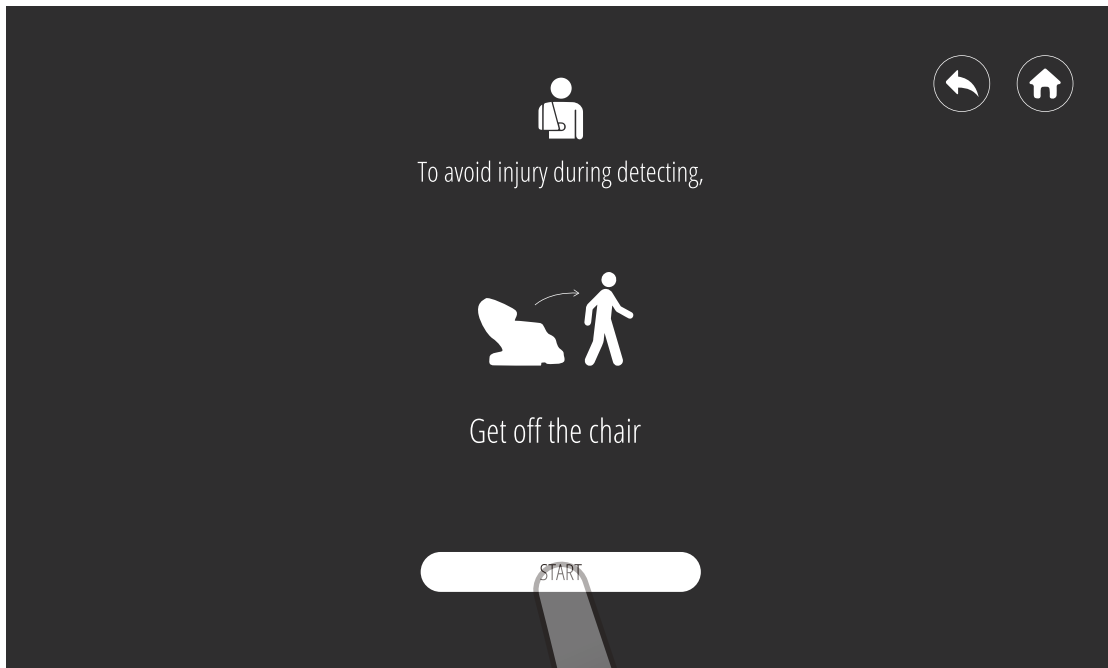 To avoid injury during detecting,
Get off the chair
START